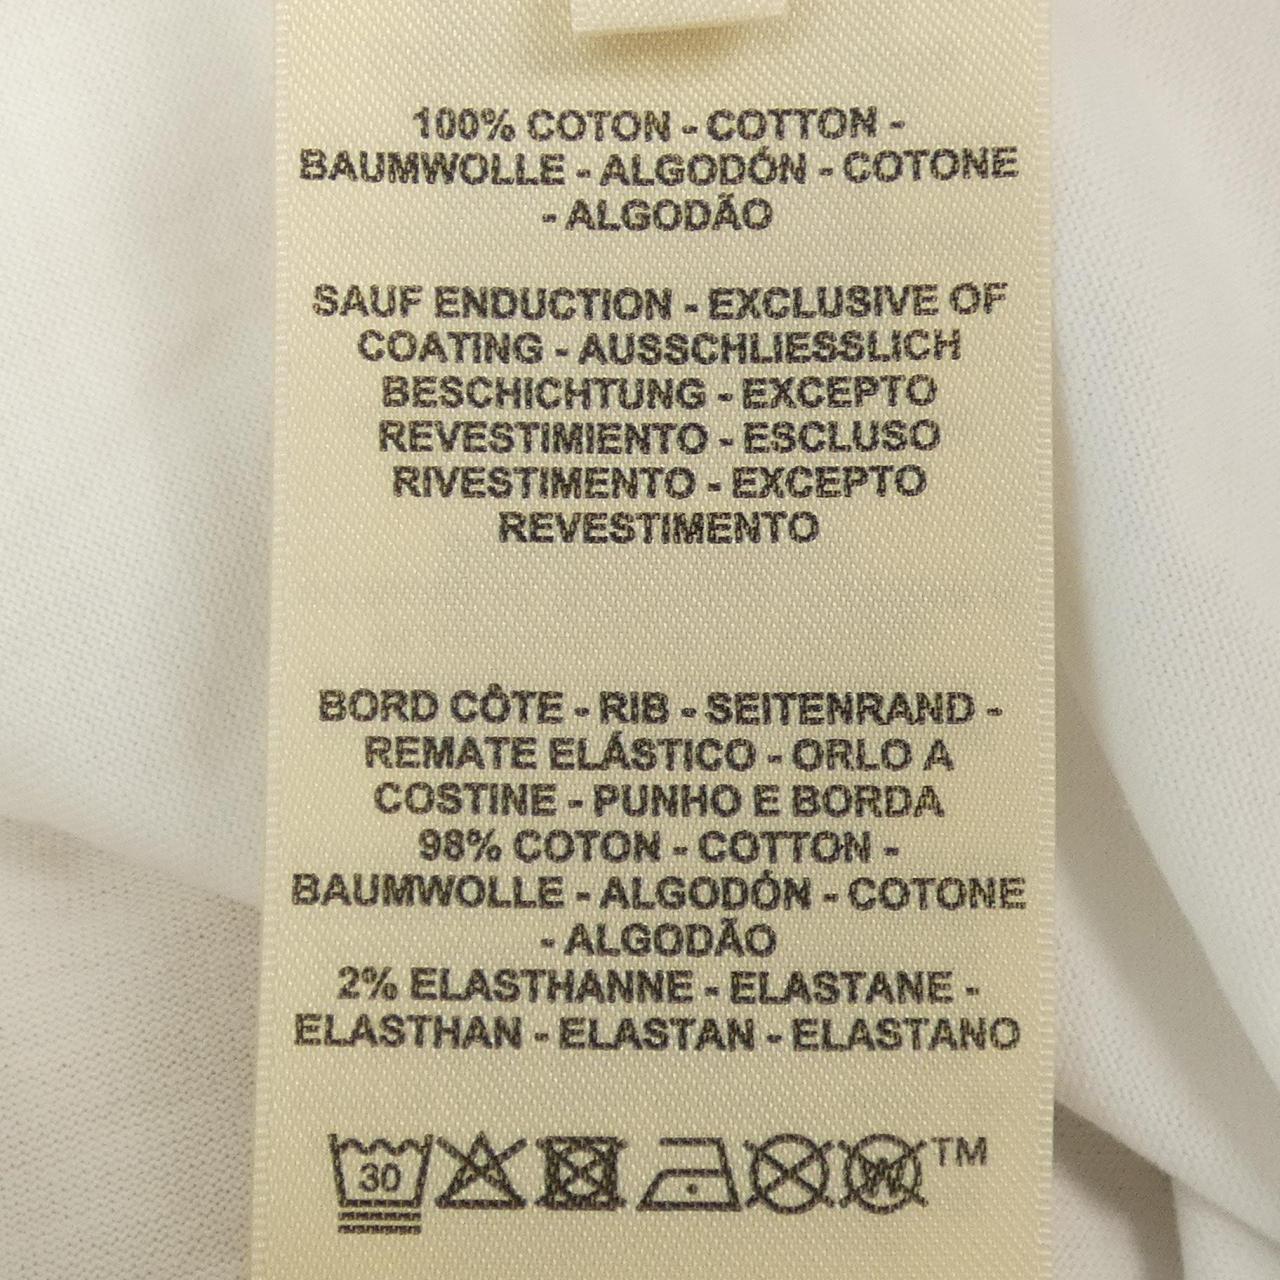 100% COTON - COTTON -
BAUMWOLLE - ALGODÓN - COTONE
- ALGODÃO
SAUF ENDUCTION - EXCLUSIVE OF
COATING - AUSSCHLIESSLICH
BESCHICHTUNG - EXCEPTO
REVESTIMIENTO - ESCLUSO
RIVESTIMENTO - EXCEPTO
REVESTIMENTO
BORD CÔTE - RIB - SEITENRAND -
REMATE ELÁSTICO - ORLO A
COSTINE - PUNHO E BORDA
98% COTON - COTTON -
BAUMWOLLE - ALGODÓN - COTONE
- ALGODÃO
2% ELASTHANNE - ELASTANE -
ELASTHAN - ELASTAN - ELASTANO
30 W TM